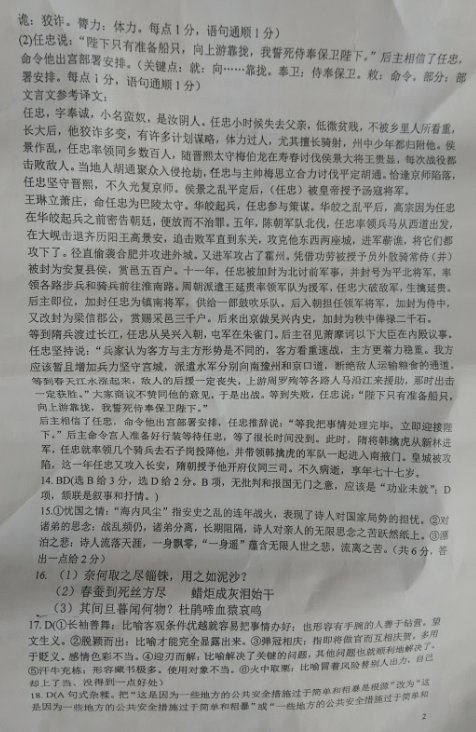 诡：狡诈。膂力：体力。每点1分，语句通顺1分）
(2)任忠说：“陛下只有准备船只，向上游靠拢，我誓死侍奉保卫陛下。”后主相信了任忠，
命令他出宫部署安排。（关键点：就：向……靠拢。奉卫：侍奉保卫。敕：命令。部分：部
署安排。每点1分，语句通顺1分）
文言文参考译文：
任忠，字奉诚，小名蛮奴，是汝阴人。任忠小时候失去父亲，低微贫贱，不被乡里人所看重，
长大后，他狡诈多变，有许多计划谋略，体力过人，尤其擅长骑射，州中少年都归附他。侯
景作乱，任忠率领同乡数百人，随晋熙太守梅伯龙在寿春讨伐侯景大将王贵显，每次战役都
击败敌人。当地人胡通聚众入侵抢劫，任忠与主帅梅思立合力讨伐平定胡通。恰逢京师陷落，
任忠坚守晋熙，不久光复京师。侯景之乱平定后，（任忠）被皇帝授予汤寇将军。
王琳立萧庄，命任忠为巴陵太守。华皎起兵，任忠参与策谋。华皎之乱平后，高宗因为任忠
在华皎起兵之前密告朝廷，便放而不治罪。五年，陈朝军队北伐，任忠率领兵马从西道出发，
在大岘击退齐历阳王高景安，追击败军直到东关，攻克他东西两座城，进军蕲谯，将它们都
攻下了。径直偷袭合肥并攻进外城。又进军攻占了霍州。凭借功劳被授予员外散骑常侍（并）
被封为安复县侯，赏邑五百户。十一年，任忠被加封为北讨前军事，并封号为平北将军，率
领各路步兵和骑兵前往淮南路。周朝派遣王延贵率领军队为援军，任忠大破敌军，生擒延贵。
后主即位，加封任忠为镇南将军，供给一部鼓吹乐队。后入朝担任领军将军，加封为侍中，
又改封为梁信郡公，赏赐采邑三千户。后来出京做吴兴内史，加封为秩中俸禄二千石。
等到隋兵渡过长江，任忠从吴兴入朝，屯军在朱雀门。后主召见萧摩诃以下大臣在内殿议事。
任忠坚持说：“兵家认为客方与主方形势是不同的，客方看重速战，主方更看力稳重。我方
应该暂且增加兵力坚守宫城，派遣水军分别向南豫州和京口道，断绝敌人运输粮食的通道，
等到春天江水涨起来，敌人的后援一定丧失，上游周罗殉等各路人马沿江来援助，那时出击
一定获胜。”大家商议不赞同他的意见，于是出战。等到失败，任忠说：“陛下只有准备船只，
向上游靠拢，我誓死侍奉保卫陛下。”
后主相信了任忠，命令他出宫部署安排，任忠推辞说：“等我把事情处理完毕，立即迎接陛
下。”后主命令宫人准备好行装等待任忠，等了很长时间没到。此时，隋将韩擒虎从新林进
军，任忠就率领几个骑兵去石子岗投降他，并带领韩擒虎的军队一起进入南掖门。皇城被攻
陷，这一年任忠又攻入长安，隋朝授予他开府仪同三司。不久病逝，享年七十七岁。
14. BD(选 B 给 3 分，选 D 给 2 分。B 项，无批判和报国无门之意，应该是“功业未就”；D
项，颔联是叙事和抒情。)
15.①忧国之情：“海内风尘”指安史之乱的连年战火，表现了诗人对国家局势的担忧。②对
诸弟的思念：战乱频仍，诸弟分离，长期阻隔，诗人对亲人的无限思念之苦跃然纸上。③漂
泊之悲：诗人流落天涯，一身飘零，“一身遥”蕴含无限人世之悲，流离之苦。（共 6 分，答
出一点给 2 分）
16. （1）奈何取之尽锱铢，用之如泥沙？
（2）春蚕到死丝方尽 蜡炬成灰泪始干
（3）其间旦暮闻何物？杜鹃啼血猿哀鸣
17. D(①长袖善舞：比喻客观条件优越就容易把事情办好；也形容有手腕的人善于钻营。望
文生义。②脱颖而出：比喻才能完全显露出来。③弹冠相庆：指即将做官而互相庆贺。多用
于贬义。感情色彩不当。④迎刃而解：比喻解决了关键的问题，其他问题也就顺利地解决了。
⑤汗牛充栋：形容藏书极多。使用对象不当。⑥火中取栗：比喻冒着风险替别人出力，自己
却上了当，没得到一点好处）
18. D(A 句式杂糅。把“这是因为一些地方的公共安全措施过于简单和粗暴是根源”改为“这
是因为一些地方的公共安全措施过于简单和粗暴”或“一些地方的公共安全措施过于简单和
2